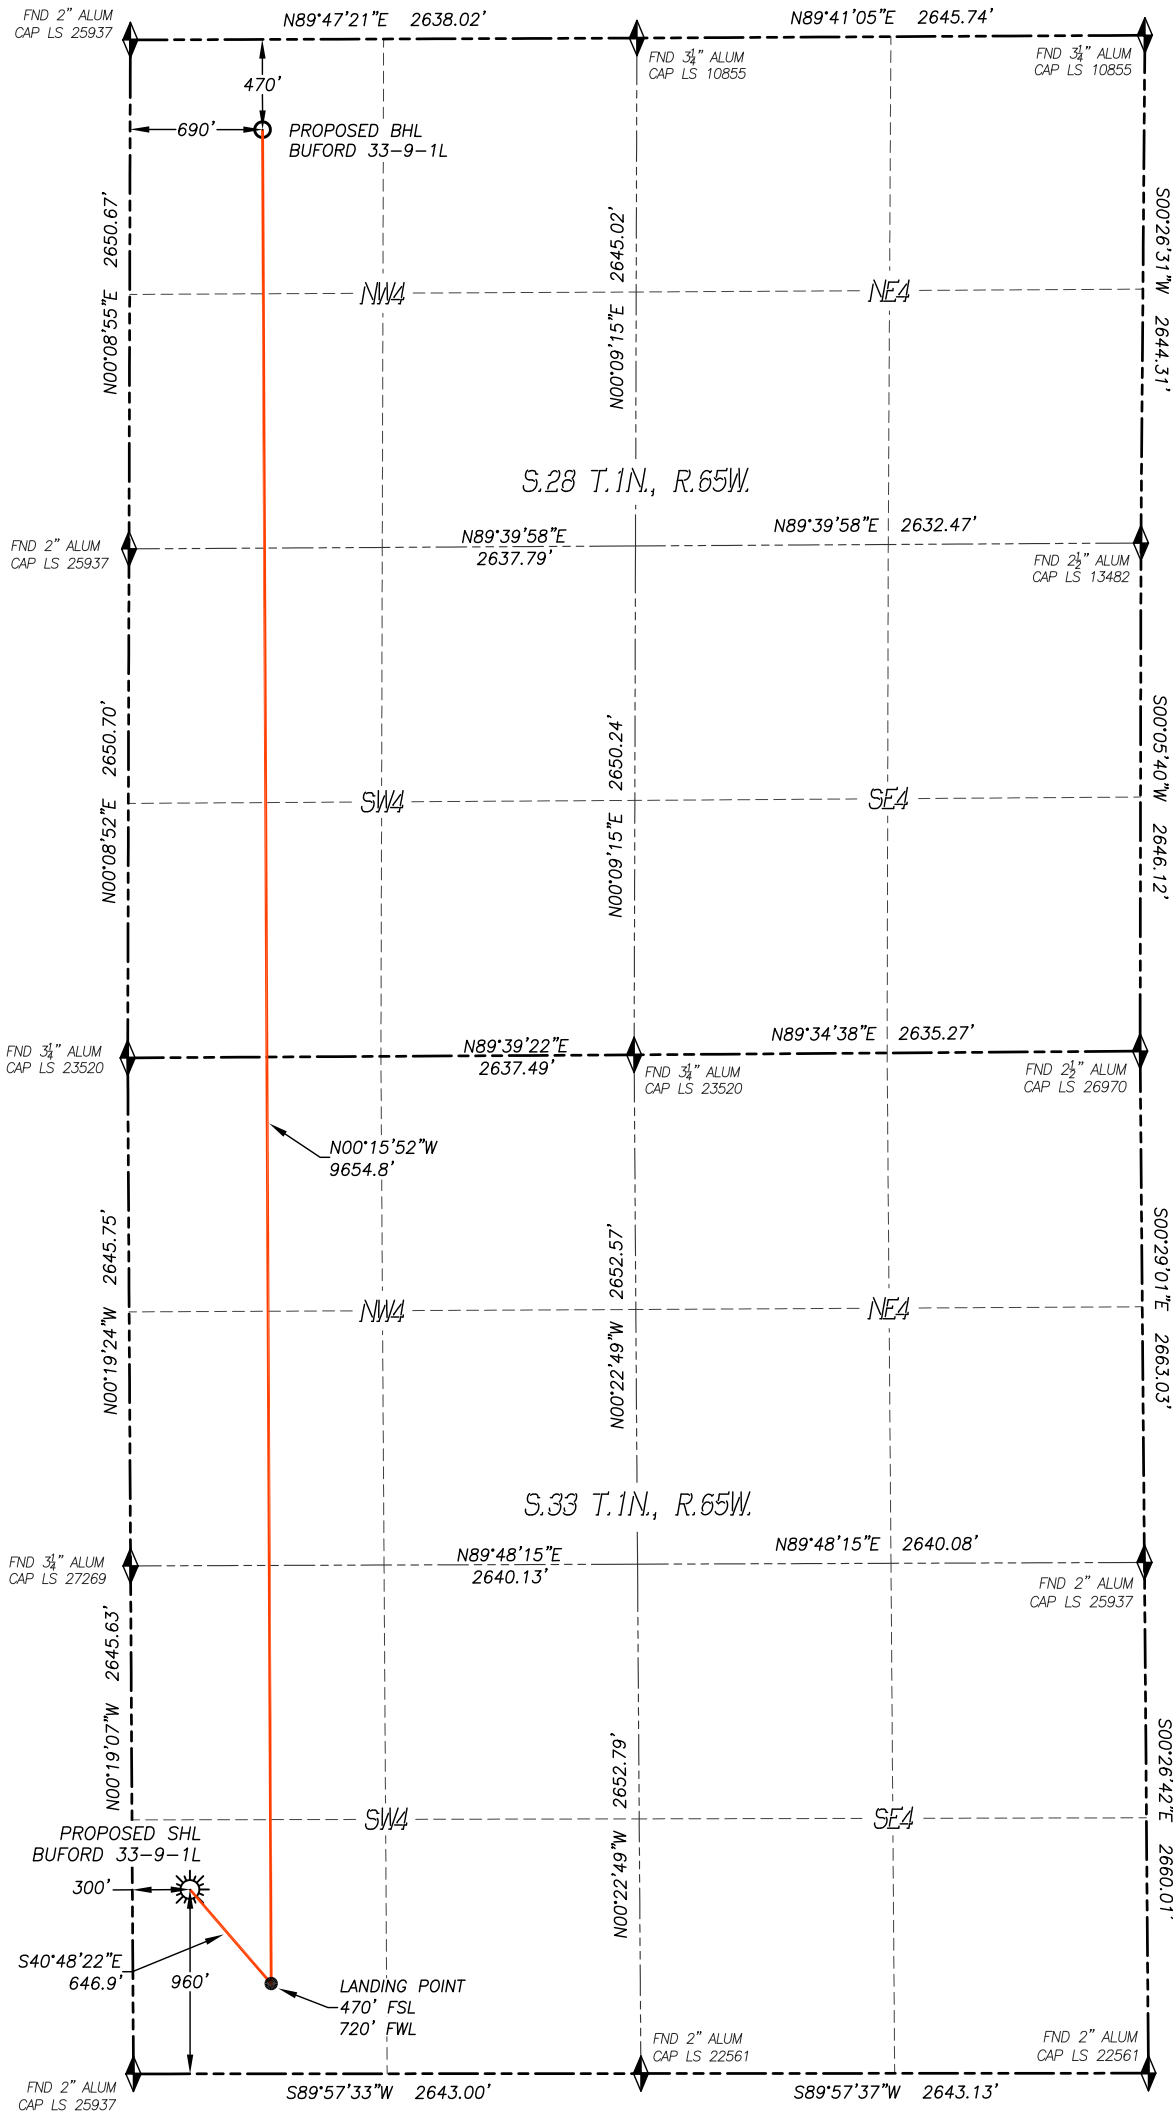 FND 2" ALUM
CAP LS 25937
N89°47'21"E 2638.02'
N89°41'05"E 2645.74'
FND 3¼" ALUM
CAP LS 10855
FND 3¼" ALUM
CAP LS 10855
470'
690'
PROPOSED BHL
BUFORD 33-9-1L
N00°08'55"E 2650.67'
N00°09'15"E 2645.02'
S00°26'31"W 2644.31'
NW4
NE4
S.28 T.1N., R.65W.
FND 2" ALUM
CAP LS 25937
N89°39'58"E
2637.79'
N89°39'58"E 2632.47'
FND 2½" ALUM
CAP LS 13482
N00°08'52"E 2650.70'
N00°09'15"E 2650.24'
S00°05'40"W 2646.12'
SW4
SE4
FND 3¼" ALUM
CAP LS 23520
N89°39'22"E
2637.49'
N89°34'38"E 2635.27'
FND 3¼" ALUM
CAP LS 23520
FND 2½" ALUM
CAP LS 26970
N00°15'52"W
9654.8'
N00°19'24"W 2645.75'
N00°22'49"W 2652.57'
S00°29'01"E 2663.03'
NW4
NE4
S.33 T.1N., R.65W.
FND 3¼" ALUM
CAP LS 27269
N89°48'15"E
2640.13'
N89°48'15"E 2640.08'
FND 2" ALUM
CAP LS 25937
N00°19'07"W 2645.63'
N00°22'49"W 2652.79'
S00°26'42"E 2660.01'
SW4
SE4
PROPOSED SHL
BUFORD 33-9-1L
300'
S40°48'22"E
646.9'
960'
LANDING POINT
470' FSL
720' FWL
FND 2" ALUM
CAP LS 25937
FND 2" ALUM
CAP LS 22561
FND 2" ALUM
CAP LS 22561
S89°57'33"W 2643.00'
S89°57'37"W 2643.13'